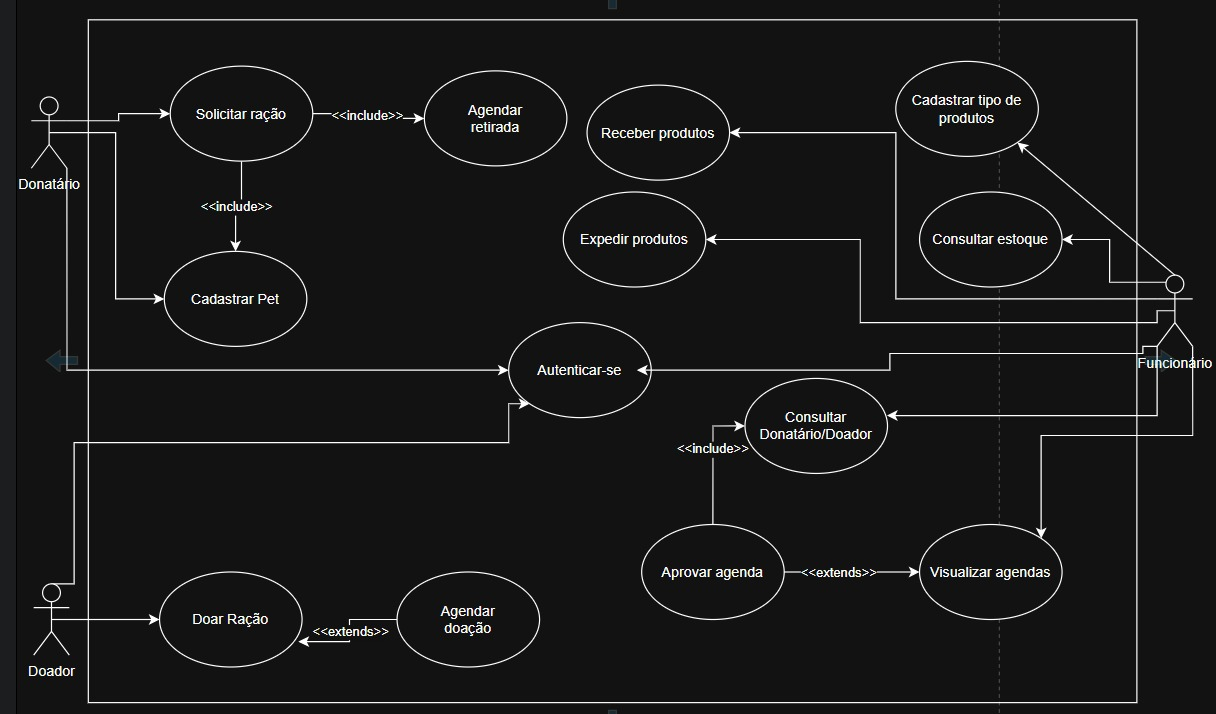 Cadastrar tipo de
produtos
Solicitar ração
<<include>>
Agendar
retirada
Receber produtos
Donatário
<<include>>
Expedir produtos
Consultar estoque
Cadastrar Pet
Funcionário
Autenticar-se
Consultar
Donatário/Doador
<<include>>
Aprovar agenda
<<extends>>
Visualizar agendas
Doar Ração
<<extends>>
Agendar
doação
Doador